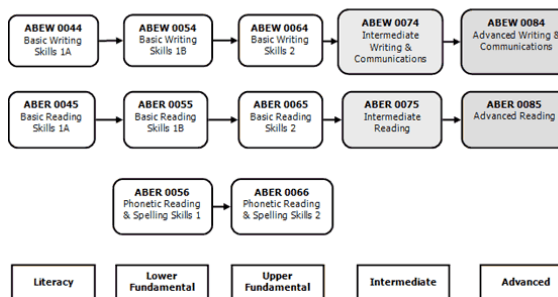 ABEW 0044
Basic Writing
Skills 1A
ABEW 0054
Basic Writing
Skills 1B
ABEW 0064
Basic Writing
Skills 2
ABEW 0074
Intermediate
Writing &
Communications
ABEW 0084
Advanced Writing &
Communications
ABER 0045
Basic Reading
Skills 1A
ABER 0055
Basic Reading
Skills 1B
ABER 0065
Basic Reading
Skills 2
ABER 0075
Intermediate
Reading
ABER 0085
Advanced Reading
ABER 0056
Phonetic Reading
& Spelling Skills 1
ABER 0066
Phonetic Reading
& Spelling Skills 2
Literacy
Lower
Fundamental
Upper
Fundamental
Intermediate
Advanced